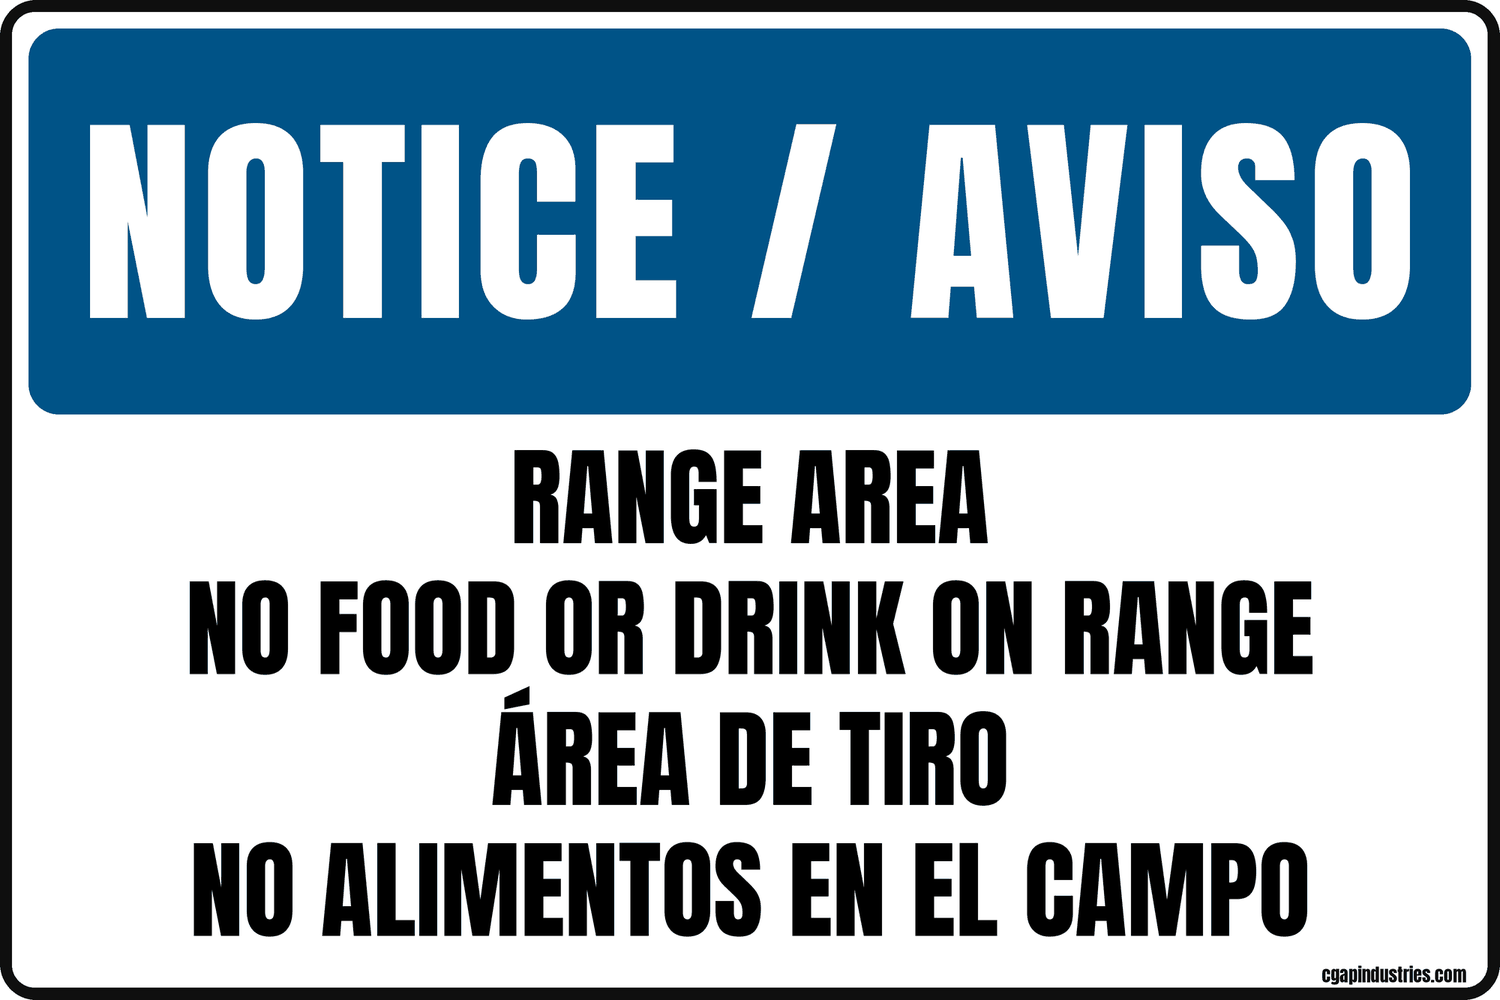 NOTICE / AVISO
RANGE AREA
NO FOOD OR DRINK ON RANGE
ÁREA DE TIRO
NO ALIMENTOS EN EL CAMPO
cgapindustries.com